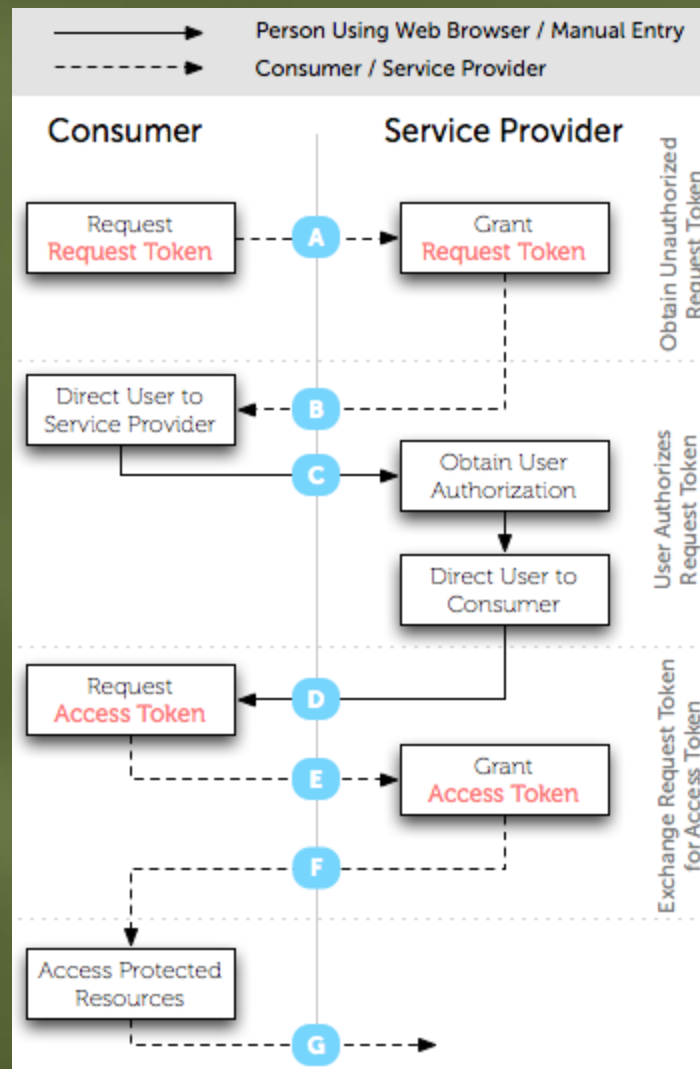 Person Using Web Browser / Manual Entry
Consumer / Service Provider
Consumer
Service Provider
Obtain Unauthorized
Request Token
Request
Request Token
A
Grant
Request Token
Direct User to
Service Provider
B
C
Obtain User
Authorization
Direct User to
Consumer
User Authorizes
Request Token
Request
Access Token
D
E
Grant
Access Token
F
Exchange Request Token
for Access Token
Access Protected
Resources
G